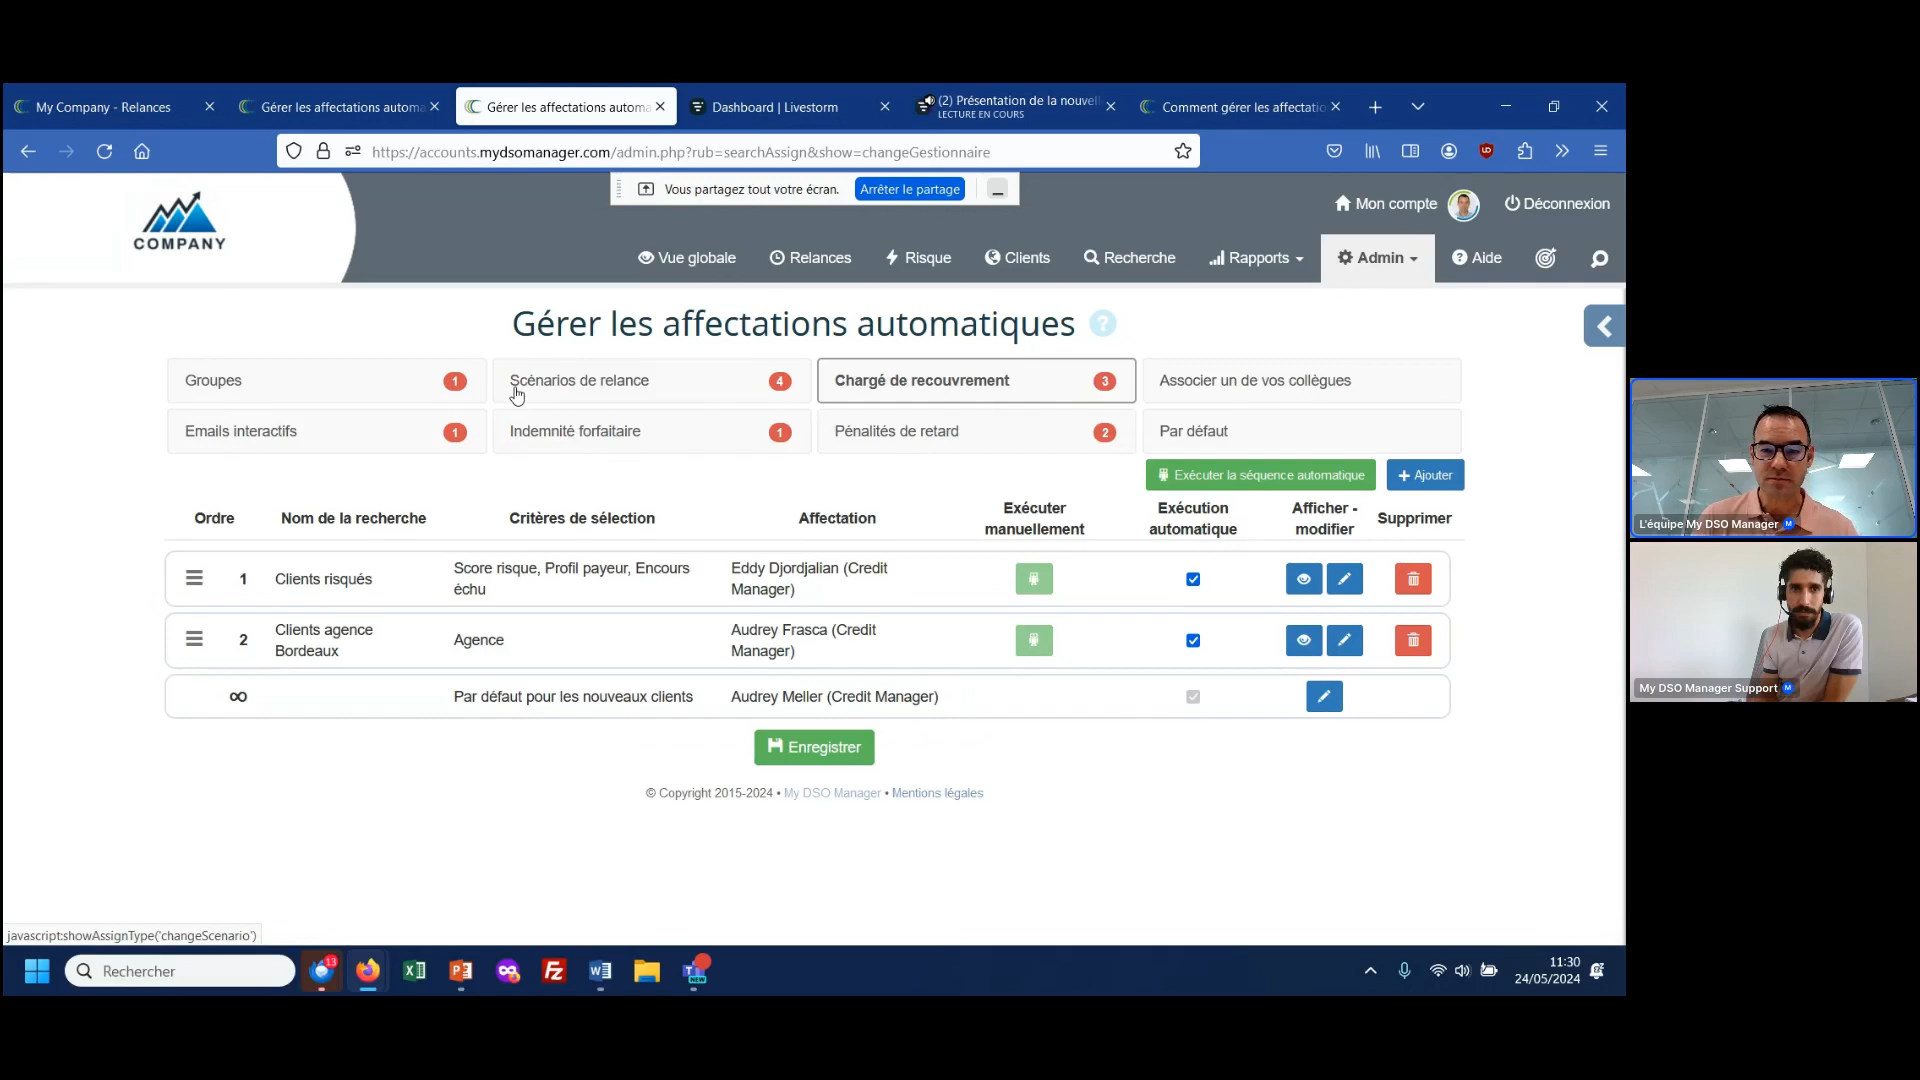 My Company - Relances
Gérer les affectations automa
Gérer les affectations automa
Dashboard | Livestorm
(2) Présentation de la nouvell
LECTURE EN COURS
Comment gérer les affectatio
https://accounts.mydsomanager.com/admin.php?rub=searchAssign&show=changeGestionnaire
Vous partagez tout votre écran.
Arrêter le partage
COMPANY
Mon compte
Déconnexion
Vue globale
Relances
Risque
Clients
Recherche
Rapports
Admin
Aide
Gérer les affectations automatiques ?
Groupes 1
Scénarios de relance 4
Chargé de recouvrement 3
Associer un de vos collègues
Emails interactifs 1
Indemnité forfaitaire 1
Pénalités de retard 2
Par défaut
Exécuter la séquence automatique
+ Ajouter
Ordre
Nom de la recherche
Critères de sélection
Affectation
Exécuter
manuellement
Exécution
automatique
Afficher -
modifier
Supprimer
1
Clients risqués
Score risque, Profil payeur, Encours
échu
Eddy Djordjalian (Credit
Manager)
2
Clients agence
Bordeaux
Agence
Audrey Frasca (Credit
Manager)
∞
Par défaut pour les nouveaux clients
Audrey Meller (Credit Manager)
Enregistrer
© Copyright 2015-2024 • My DSO Manager • Mentions légales
javascript:showAssignType('changeScenario')
Rechercher
13
NEW
11:30
24/05/2024
L'équipe My DSO Manager
My DSO Manager Support